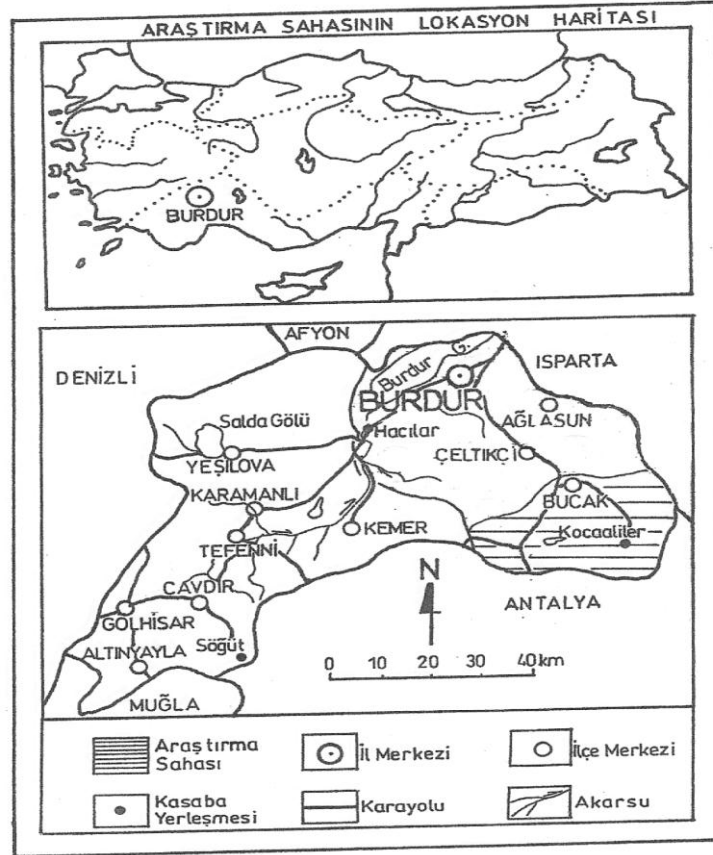 ARAŞTIRMA SAHASININ LOKASYON HARİTASI
BURDUR
AFYON
DENİZLİ
ISPARTA
Burdur G.
BURDUR
Salda Gölü
Hacılar
AĞLASUN
YEŞİLOVA
ÇELTİKÇİ
KARAMANLI
BUCAK
TEFENNİ
KEMER
Kocaaliler
N
ÇAVDIR
ANTALYA
GÖLHİSAR
ALTINYAYLA
Söğüt
0 10 20 30 40 km
MUĞLA
Araştırma
Sahası
İl Merkezi
İlçe Merkezi
Kasaba
Yerleşmesi
Karayolu
Akarsu